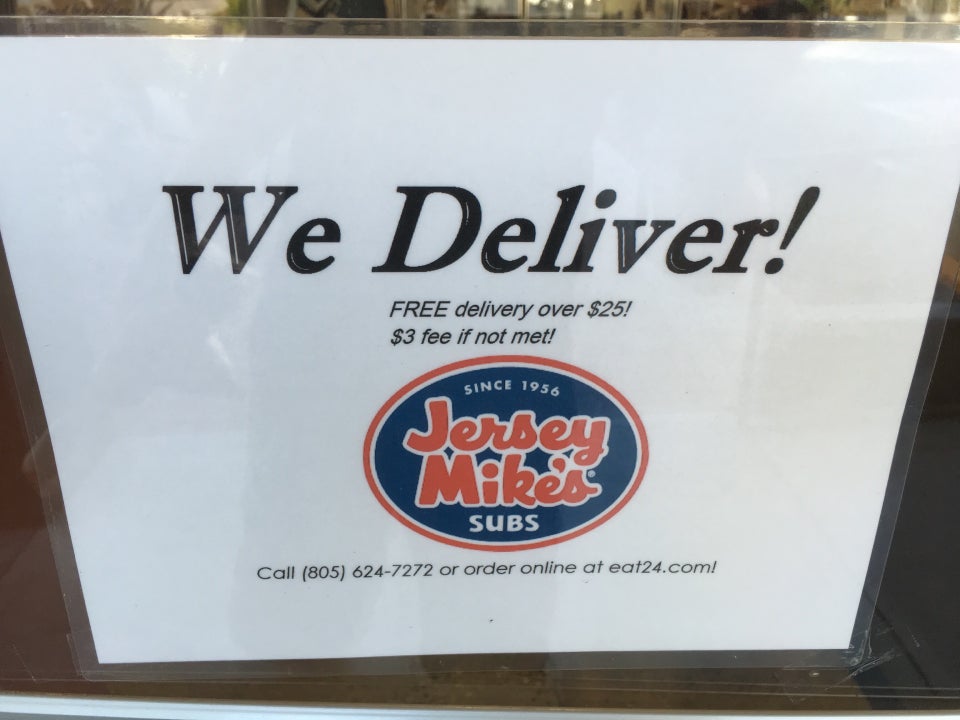 We Deliver!
FREE delivery over $25!
$3 fee if not met!
SINCE 1956
Jersey
Mike's®
SUBS
Call (805) 624-7272 or order online at eat24.com!